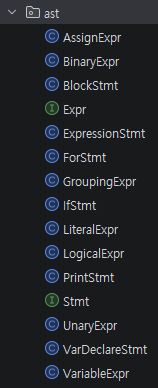 ast
AssignExpr
BinaryExpr
BlockStmt
Expr
ExpressionStmt
ForStmt
GroupingExpr
IfStmt
LiteralExpr
LogicalExpr
PrintStmt
Stmt
UnaryExpr
VarDeclareStmt
VariableExpr